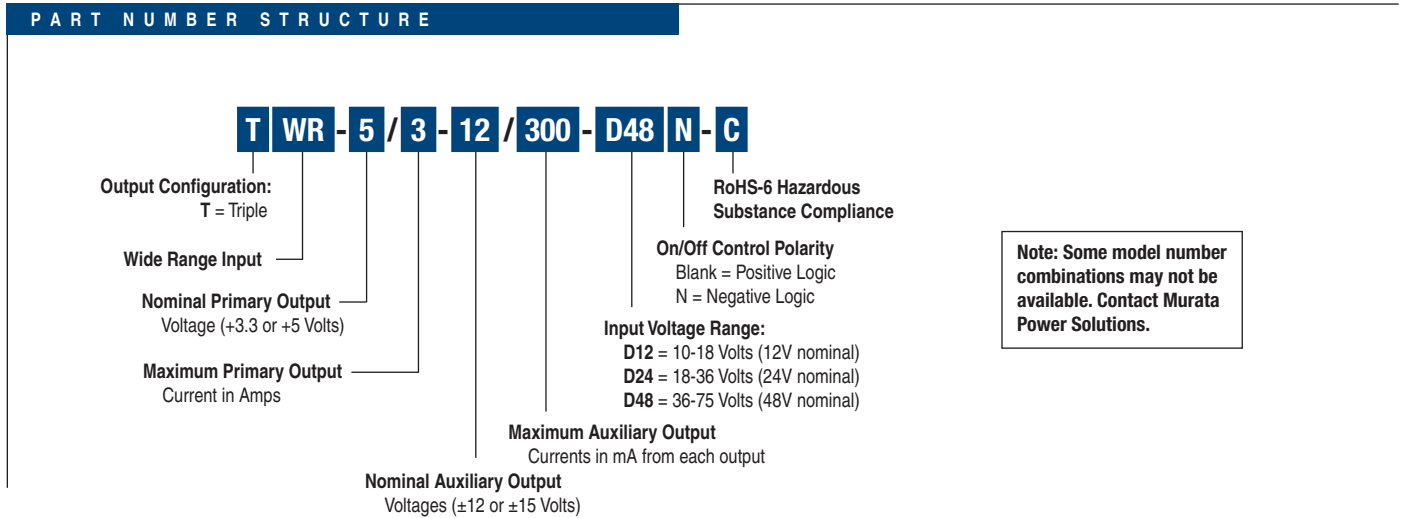 PART NUMBER STRUCTURE
T WR - 5 / 3 - 12 / 300 - D48 N - C
Output Configuration:
T = Triple
Wide Range Input
Nominal Primary Output
Voltage (+3.3 or +5 Volts)
Maximum Primary Output
Current in Amps
Nominal Auxiliary Output
Voltages (±12 or ±15 Volts)
Maximum Auxiliary Output
Currents in mA from each output
Input Voltage Range:
D12 = 10-18 Volts (12V nominal)
D24 = 18-36 Volts (24V nominal)
D48 = 36-75 Volts (48V nominal)
On/Off Control Polarity
Blank = Positive Logic
N = Negative Logic
RoHS-6 Hazardous
Substance Compliance
Note: Some model number
combinations may not be
available. Contact Murata
Power Solutions.